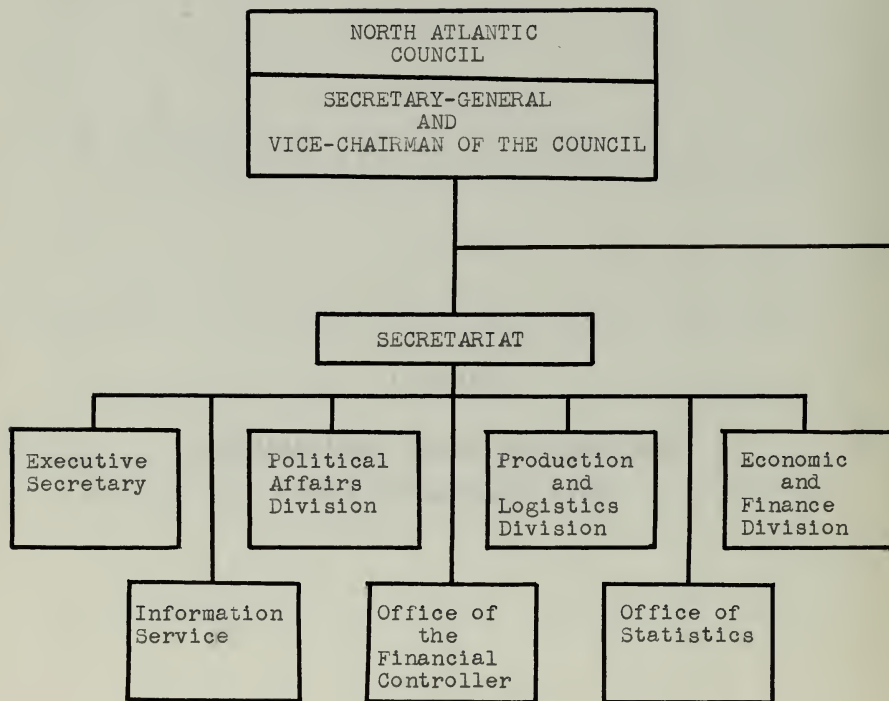 NORTH ATLANTIC
COUNCIL
SECRETARY-GENERAL
AND
VICE-CHAIRMAN OF THE COUNCIL
SECRETARIAT
Executive
Secretary
Political
Affairs
Division
Production
and
Logistics
Division
Economic
and
Finance
Division
Information
Service
Office of
the
Financial
Controller
Office of
Statistics